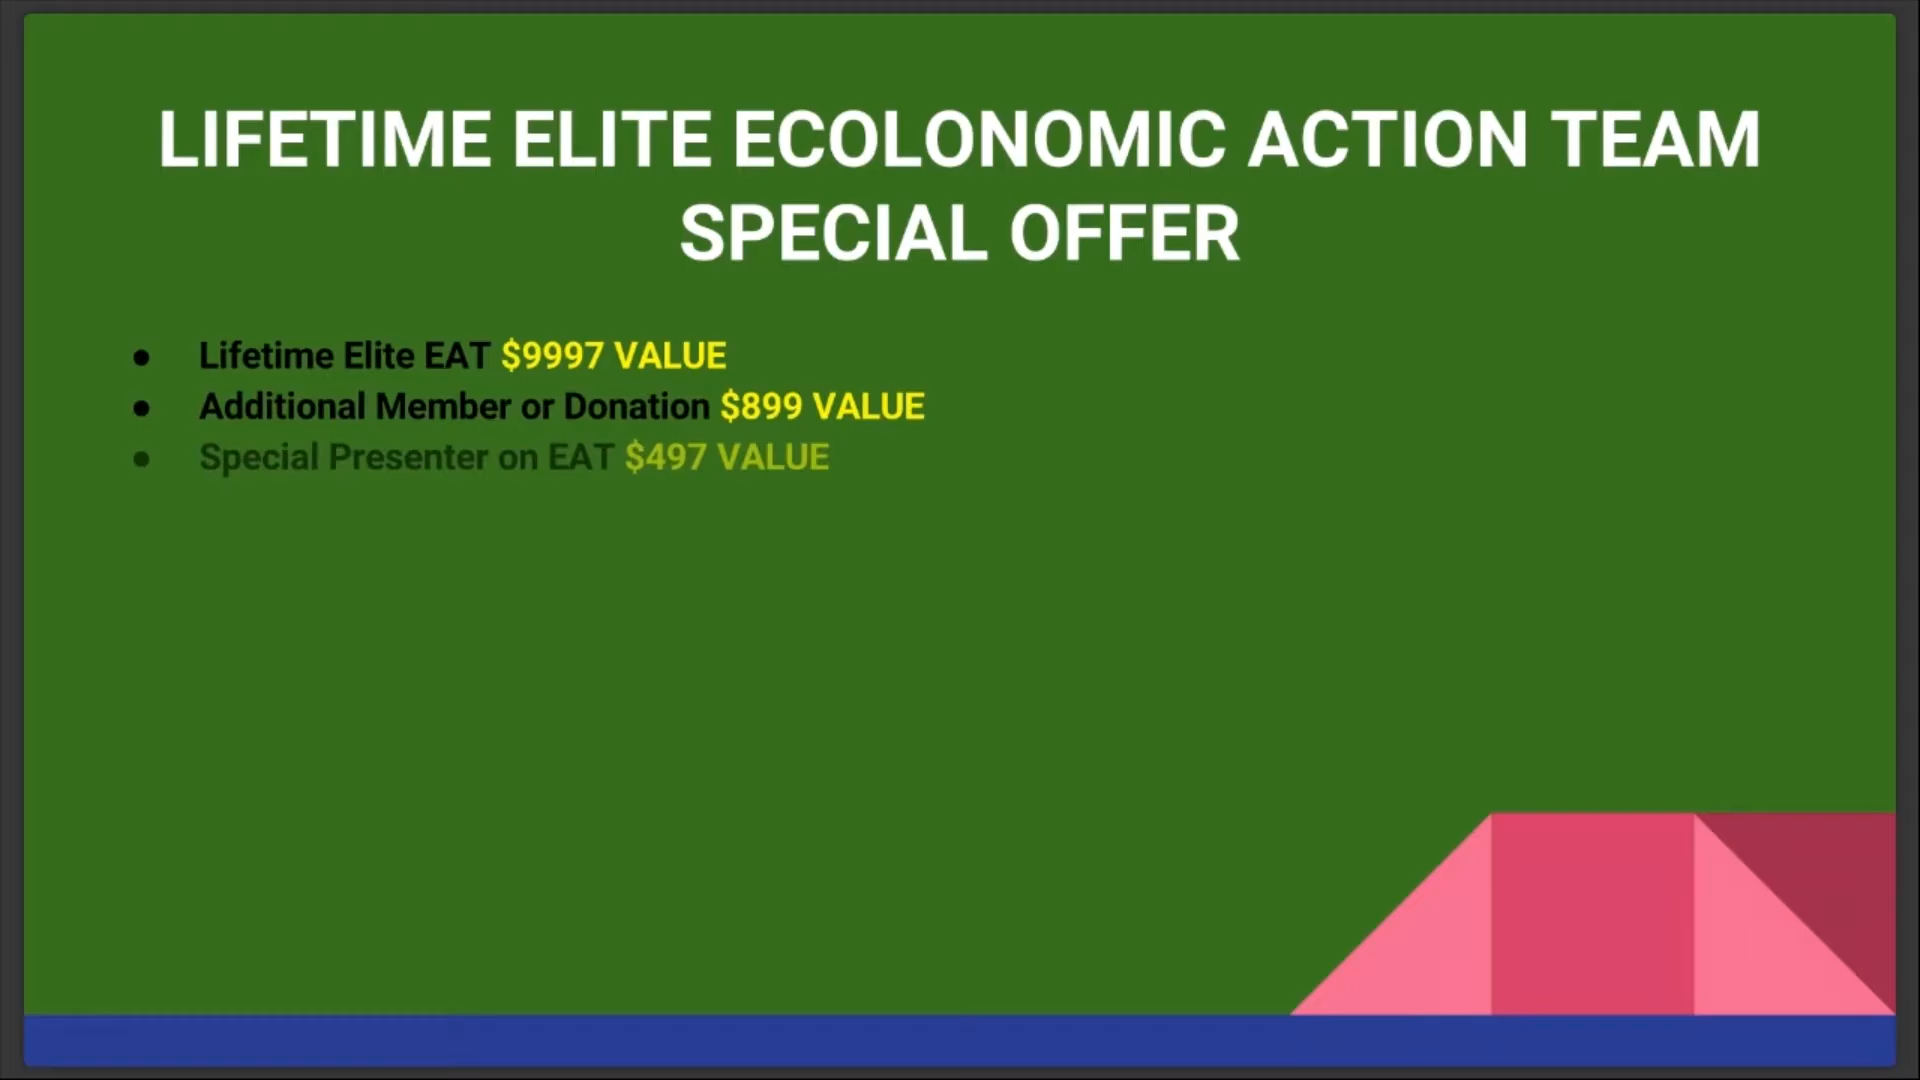 LIFETIME ELITE ECOLONOMIC ACTION TEAM
SPECIAL OFFER
● Lifetime Elite EAT $9997 VALUE
● Additional Member or Donation $899 VALUE
● Special Presenter on EAT $497 VALUE